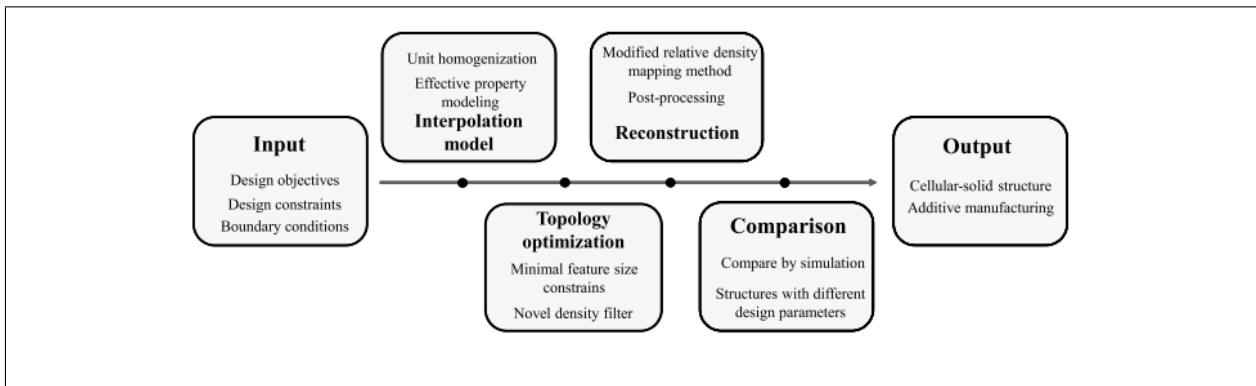 Input
Design objectives
Design constraints
Boundary conditions
Unit homogenization
Effective property
modeling
Interpolation
model
Topology
optimization
Minimal feature size
constrains
Novel density filter
Modified relative density
mapping method
Post-processing
Reconstruction
Comparison
Compare by simulation
Structures with different
design parameters
Output
Cellular-solid structure
Additive manufacturing